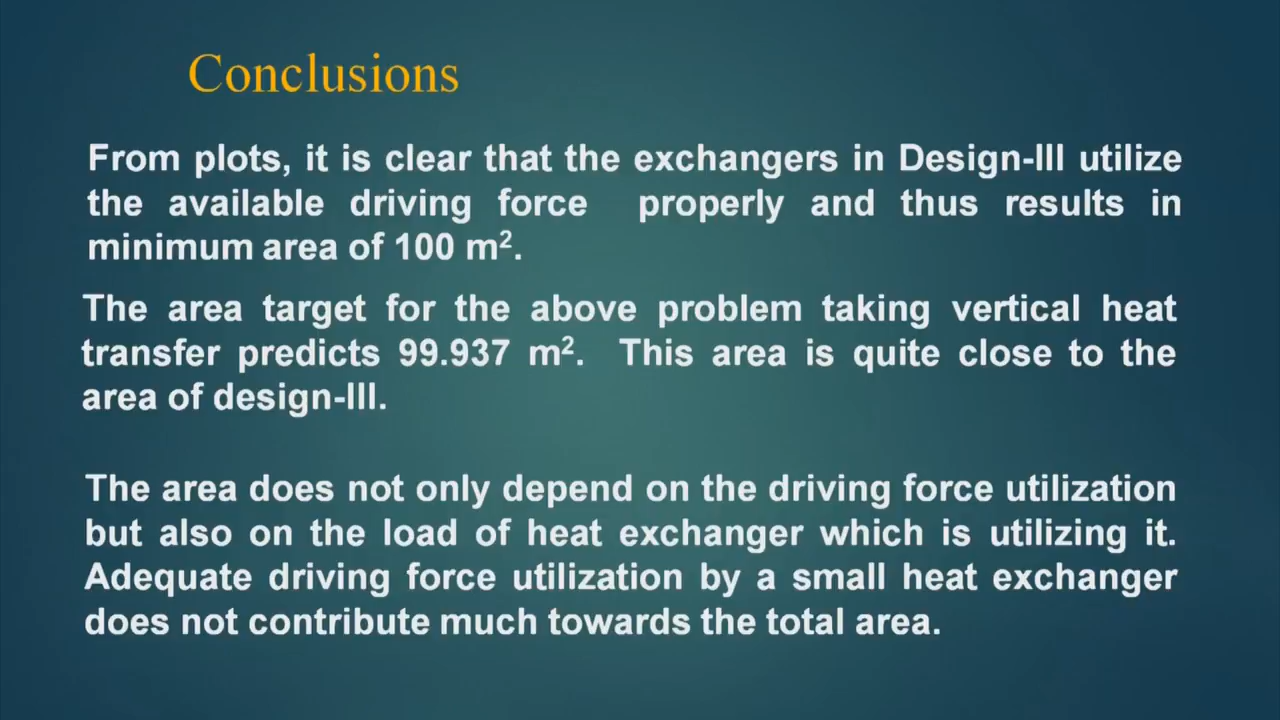 Conclusions
From plots, it is clear that the exchangers in Design-III utilize
the available driving force properly and thus results in
minimum area of 100 m².
The area target for the above problem taking vertical heat
transfer predicts 99.937 m². This area is quite close to the
area of design-III.
The area does not only depend on the driving force utilization
but also on the load of heat exchanger which is utilizing it.
Adequate driving force utilization by a small heat exchanger
does not contribute much towards the total area.